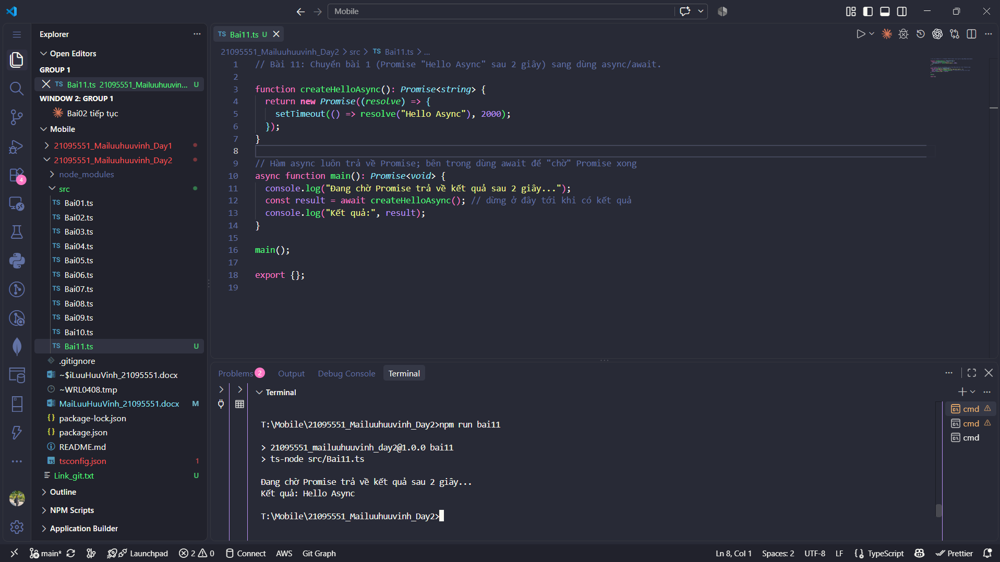 Mobile
Explorer
Open Editors
GROUP 1
TS Bai11.ts 21095551_Mailuuhuuvin... U
WINDOW 2: GROUP 1
Bai02 tiếp tục
Mobile
21095551_Mailuuhuuvinh_Day1
21095551_Mailuuhuuvinh_Day2
node_modules
src
TS Bai01.ts
TS Bai02.ts
TS Bai03.ts
TS Bai04.ts
TS Bai05.ts
TS Bai06.ts
TS Bai07.ts
TS Bai08.ts
TS Bai09.ts
TS Bai10.ts
TS Bai11.ts U
.gitignore
~$iLuuHuuVinh_21095551.docx
~WRL0408.tmp
MaiLuuHuuVinh_21095551.docx M
{} package-lock.json
{} package.json
README.md
TS tsconfig.json 1
Link_git.txt U
Outline
NPM Scripts
Application Builder
4
TS Bai11.ts U
21095551_Mailuuhuuvinh_Day2 > src > TS Bai11.ts > ...
1 // Bài 11: Chuyển bài 1 (Promise "Hello Async" sau 2 giây) sang dùng async/await.
2
3 function createHelloAsync(): Promise<string> {
4 return new Promise((resolve) => {
5 setTimeout(() => resolve("Hello Async"), 2000);
6 });
7 }
8
9 // Hàm async luôn trả về Promise; bên trong dùng await để "chờ" Promise xong
10 async function main(): Promise<void> {
11 console.log("Đang chờ Promise trả về kết quả sau 2 giây...");
12 const result = await createHelloAsync(); // dừng ở đây tới khi có kết quả
13 console.log("Kết quả:", result);
14 }
15
16 main();
17
18 export {};
19
Problems 2 Output Debug Console Terminal
Terminal
T:\Mobile\21095551_Mailuuhuuvinh_Day2>npm run bai11
> 21095551_mailuuhuuvinh_day2@1.0.0 bai11
> ts-node src/Bai11.ts
Đang chờ Promise trả về kết quả sau 2 giây...
Kết quả: Hello Async
T:\Mobile\21095551_Mailuuhuuvinh_Day2>
cmd
cmd
cmd
main* Launchpad 2 0 Connect AWS Git Graph Ln 8, Col 1 Spaces: 2 UTF-8 LF {} TypeScript Prettier